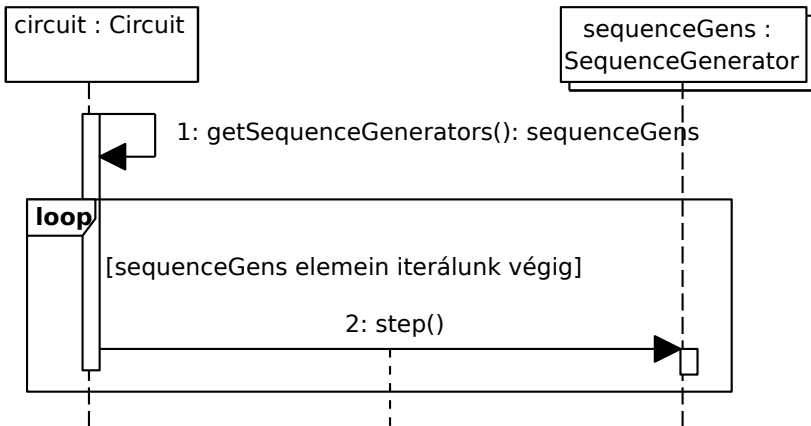 circuit : Circuit
sequenceGens :
SequenceGenerator
1: getSequenceGenerators(): sequenceGens
loop
[sequenceGens elemein iterálunk végig]
2: step()